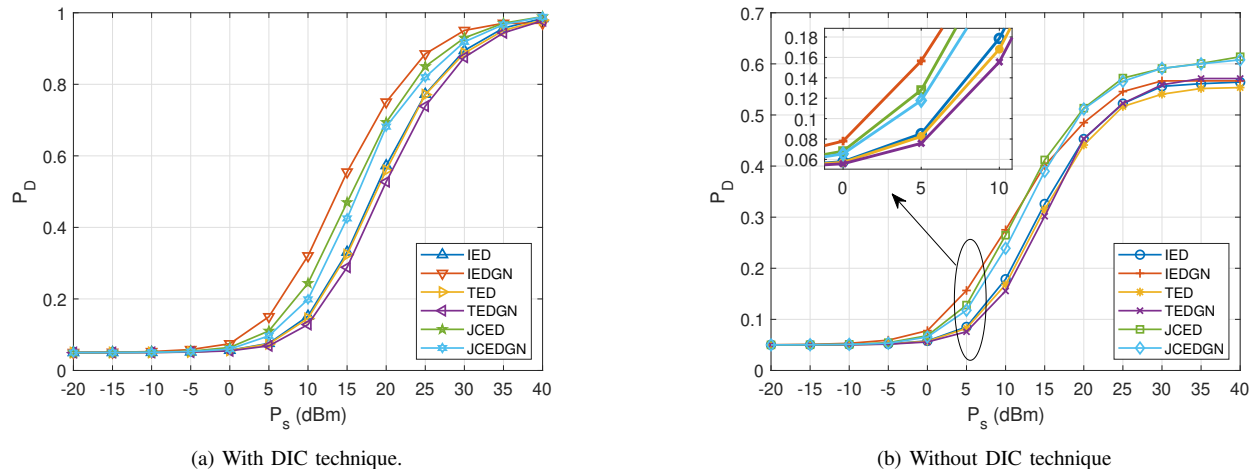 1
0.8
0.6
0.4
0.2
0
P_D
-20 -15 -10 -5 0 5 10 15 20 25 30 35 40
P_s (dBm)
IED
IEDGN
TED
TEDGN
JCED
JCEDGN
(a) With DIC technique.
0.7
0.6
0.5
0.4
0.3
0.2
0.1
0
P_D
0.18
0.16
0.14
0.12
0.1
0.08
0.06
0 5 10
-20 -15 -10 -5 0 5 10 15 20 25 30 35 40
P_s (dBm)
IED
IEDGN
TED
TEDGN
JCED
JCEDGN
(b) Without DIC technique